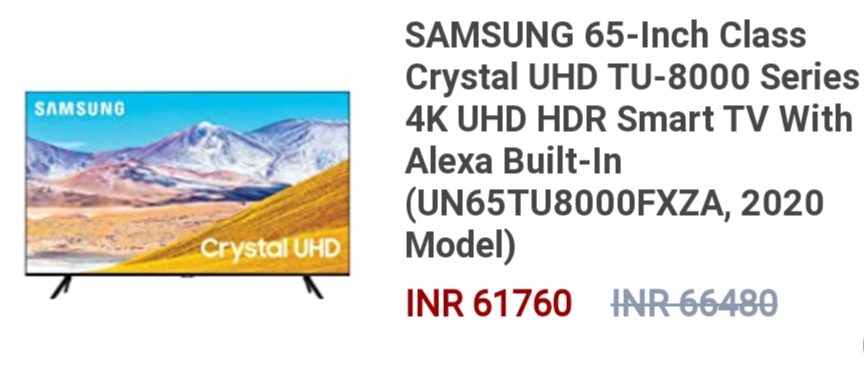 SAMSUNG
Crystal UHD
SAMSUNG 65-Inch Class
Crystal UHD TU-8000 Series
4K UHD HDR Smart TV With
Alexa Built-In
(UN65TU8000FXZA, 2020
Model)
INR 61760 INR 66480